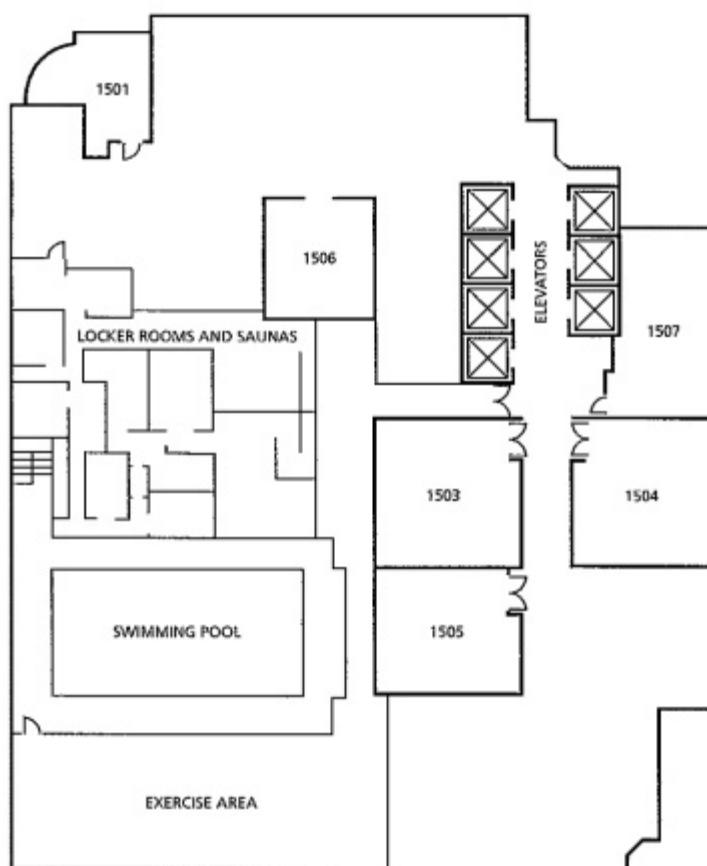 1501
1506
ELEVATORS
1507
LOCKER ROOMS AND SAUNAS
1503
1504
SWIMMING POOL
1505
EXERCISE AREA